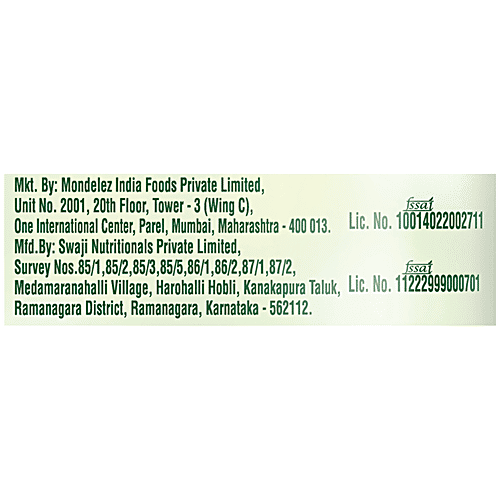 Mkt. By: Mondelez India Foods Private Limited,
Unit No. 2001, 20th Floor, Tower - 3 (Wing C),
One International Center, Parel, Mumbai, Maharashtra - 400 013.
fssai
Lic. No. 10014022002711
Mfd.By: Swaji Nutritionals Private Limited,
Survey Nos.85/1,85/2,85/3,85/5,86/1,86/2,87/1,87/2,
Medamaranahalli Village, Harohalli Hobli, Kanakapura Taluk,
Ramanagara District, Ramanagara, Karnataka - 562112.
fssai
Lic. No. 11222999000701